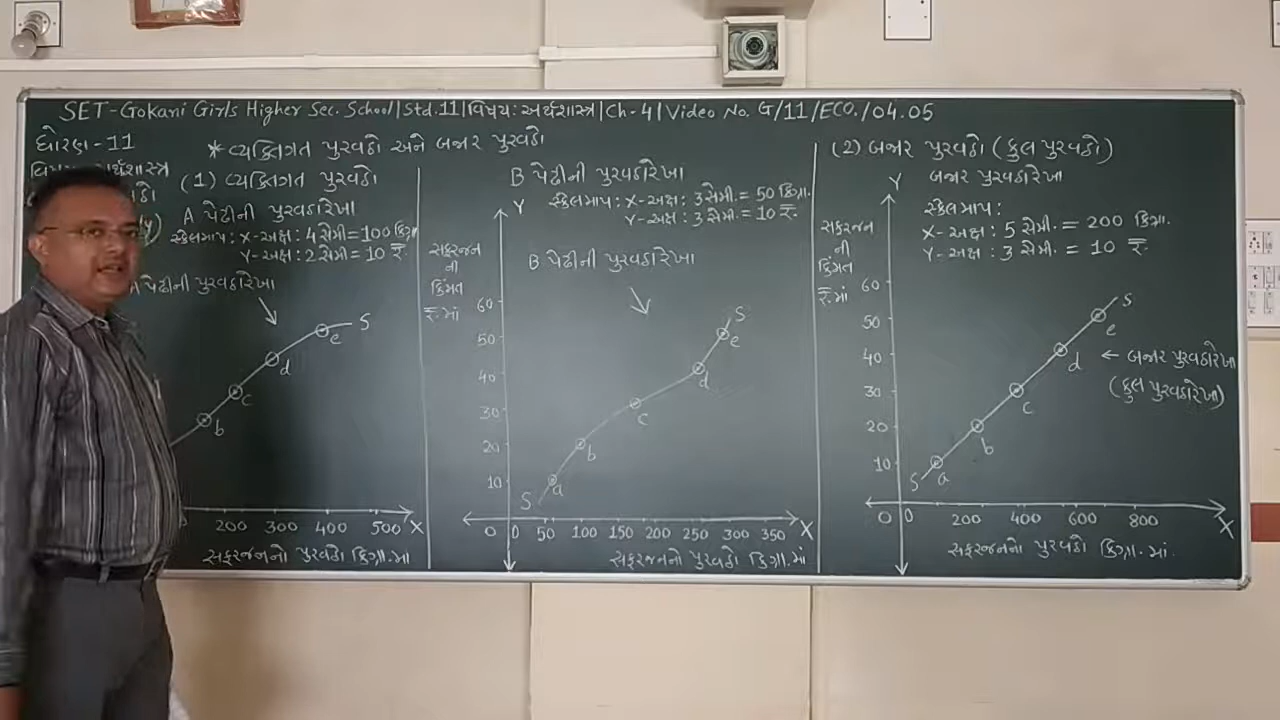 SET-Gokani Girls Higher Sec. School | Std.11 | વિષય: અર્થશાસ્ત્ર | Ch-4 | Video No. G/11/ECO./04.05
ધોરણ-11
* વ્યક્તિગત પુરવઠો અને બજાર પુરવઠો
(1) વ્યક્તિગત પુરવઠો
A પેઢીની પુરવઠારેખા
સ્કેલમાપ: X-અક્ષ: 4 સેમી = 100 કિગ્રા.
Y-અક્ષ: 2 સેમી = 10 રૂ.
A પેઢીની પુરવઠારેખા
S
e
d
c
b
200 300 400 500 X
સફરજનનો પુરવઠો કિગ્રા.માં
B પેઢીની પુરવઠારેખા
સ્કેલમાપ: X-અક્ષ: 3 સેમી. = 50 કિગ્રા.
Y-અક્ષ: 3 સેમી. = 10 રૂ.
Y
સફરજન
ની
કિંમત
રૂ.માં
B પેઢીની પુરવઠારેખા
60
50
40
30
20
10
S
e
d
c
b
a
S
0 0 50 100 150 200 250 300 350 X
સફરજનનો પુરવઠો કિગ્રા.માં
(2) બજાર પુરવઠો (કુલ પુરવઠો)
Y
બજાર પુરવઠારેખા
સ્કેલમાપ:
X-અક્ષ: 5 સેમી. = 200 કિગ્રા.
Y-અક્ષ: 3 સેમી. = 10 રૂ.
સફરજન
ની
કિંમત
રૂ.માં
60
50
40
30
20
10
S
e
d
c
b
a
S
← બજાર પુરવઠારેખા
(કુલ પુરવઠારેખા)
0 0 200 400 600 800 X
સફરજનનો પુરવઠો કિગ્રા.માં.